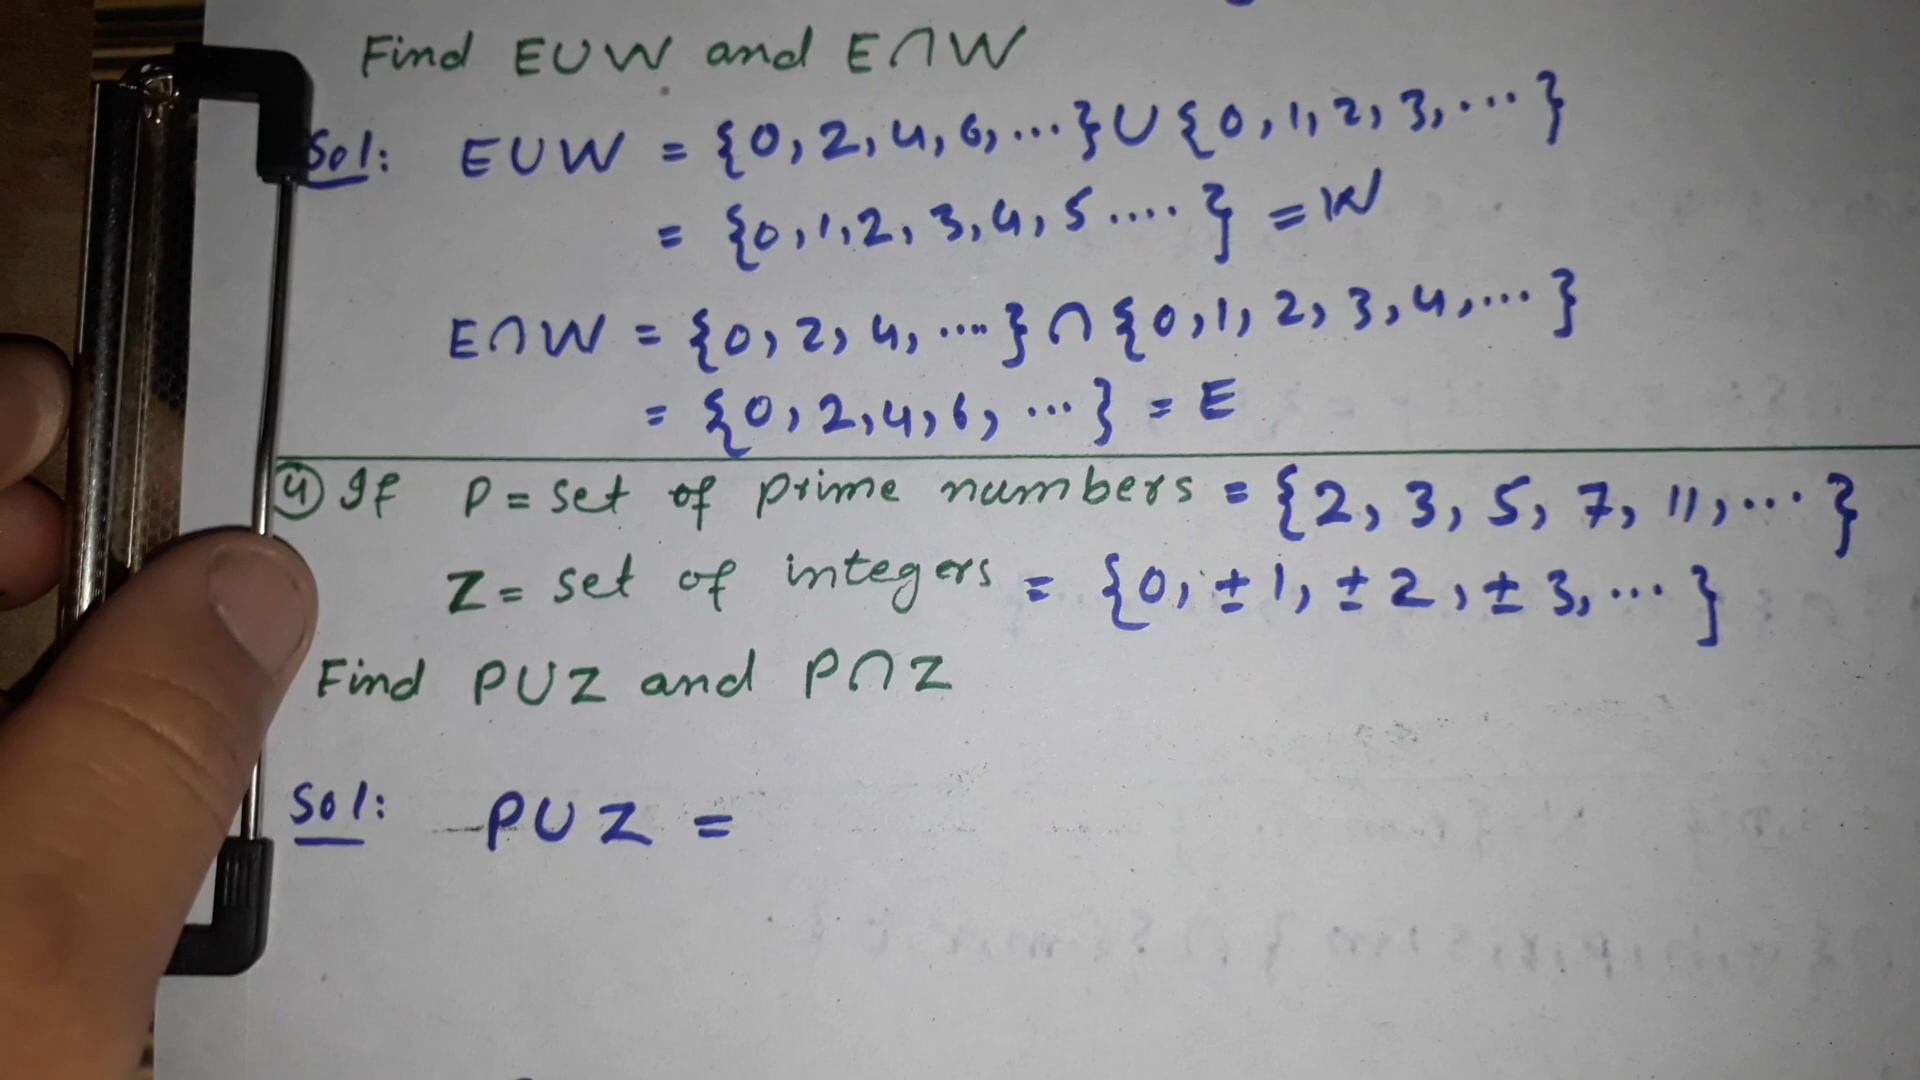 Find E∪W and E∩W
Sol: E∪W = {0, 2, 4, 6, ...} ∪ {0, 1, 2, 3, ...}
= {0, 1, 2, 3, 4, 5 ....} = W
E∩W = {0, 2, 4, ....} ∩ {0, 1, 2, 3, 4, ...}
= {0, 2, 4, 6, ...} = E
④ If P = set of prime numbers = {2, 3, 5, 7, 11, ...}
Z = set of integers = {0, ±1, ±2, ±3, ...}
Find P∪Z and P∩Z
Sol: P∪Z =